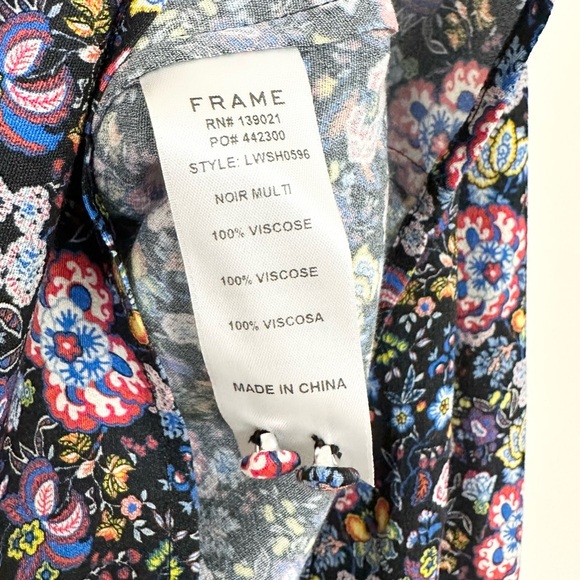 FRAME
RN# 139021
PO# 442300
STYLE: LWSH0596
NOIR MULTI
100% VISCOSE
100% VISCOSE
100% VISCOSA
MADE IN CHINA